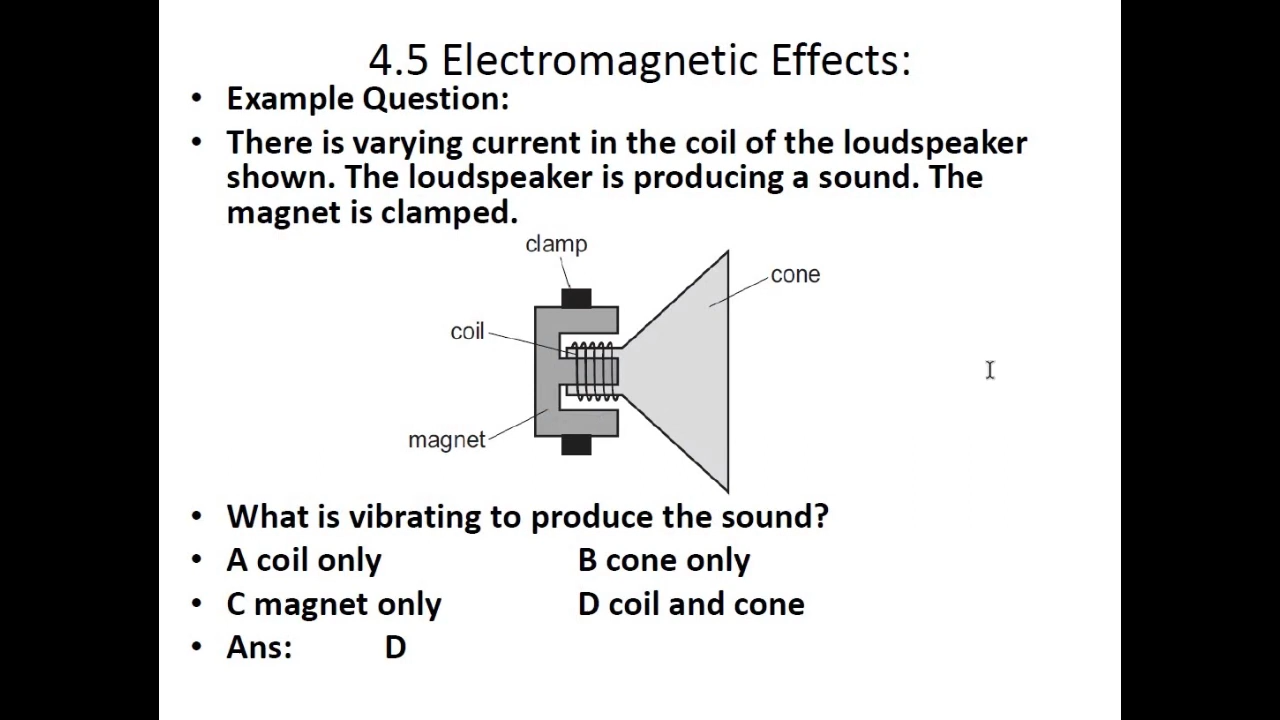 4.5 Electromagnetic Effects:
• Example Question:
• There is varying current in the coil of the loudspeaker
shown. The loudspeaker is producing a sound. The
magnet is clamped.
clamp
cone
coil
magnet
• What is vibrating to produce the sound?
• A coil only B cone only
• C magnet only D coil and cone
• Ans: D